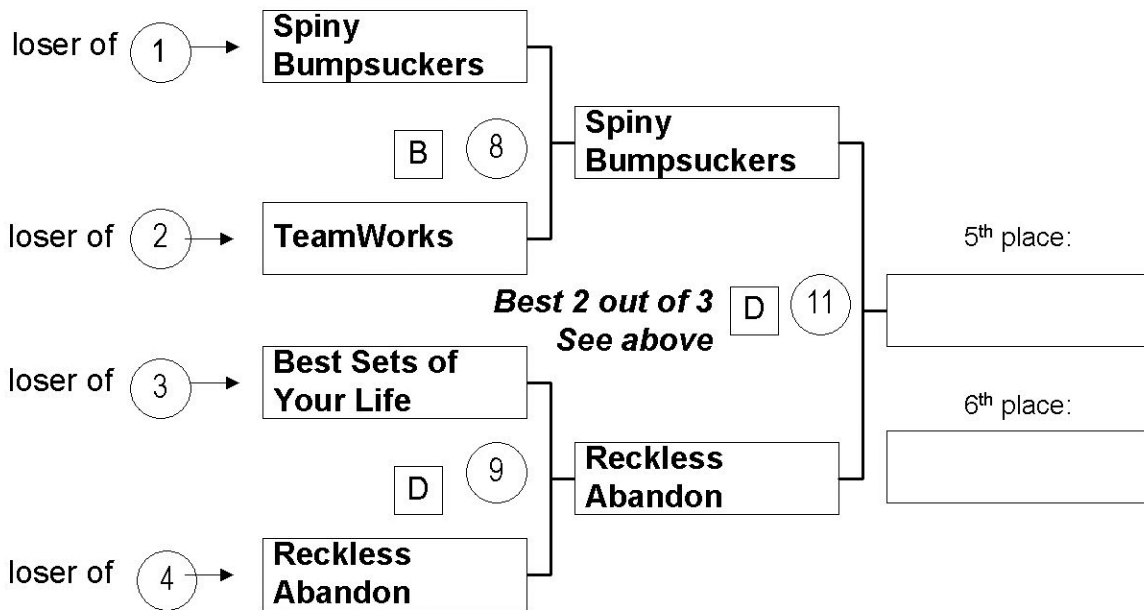 loser of 1 Spiny
Bumpsuckers
B 8 Spiny
Bumpsuckers
loser of 2 TeamWorks
5th place:
Best 2 out of 3 D 11
See above
loser of 3 Best Sets of
Your Life
6th place:
D 9 Reckless
Abandon
loser of 4 Reckless
Abandon